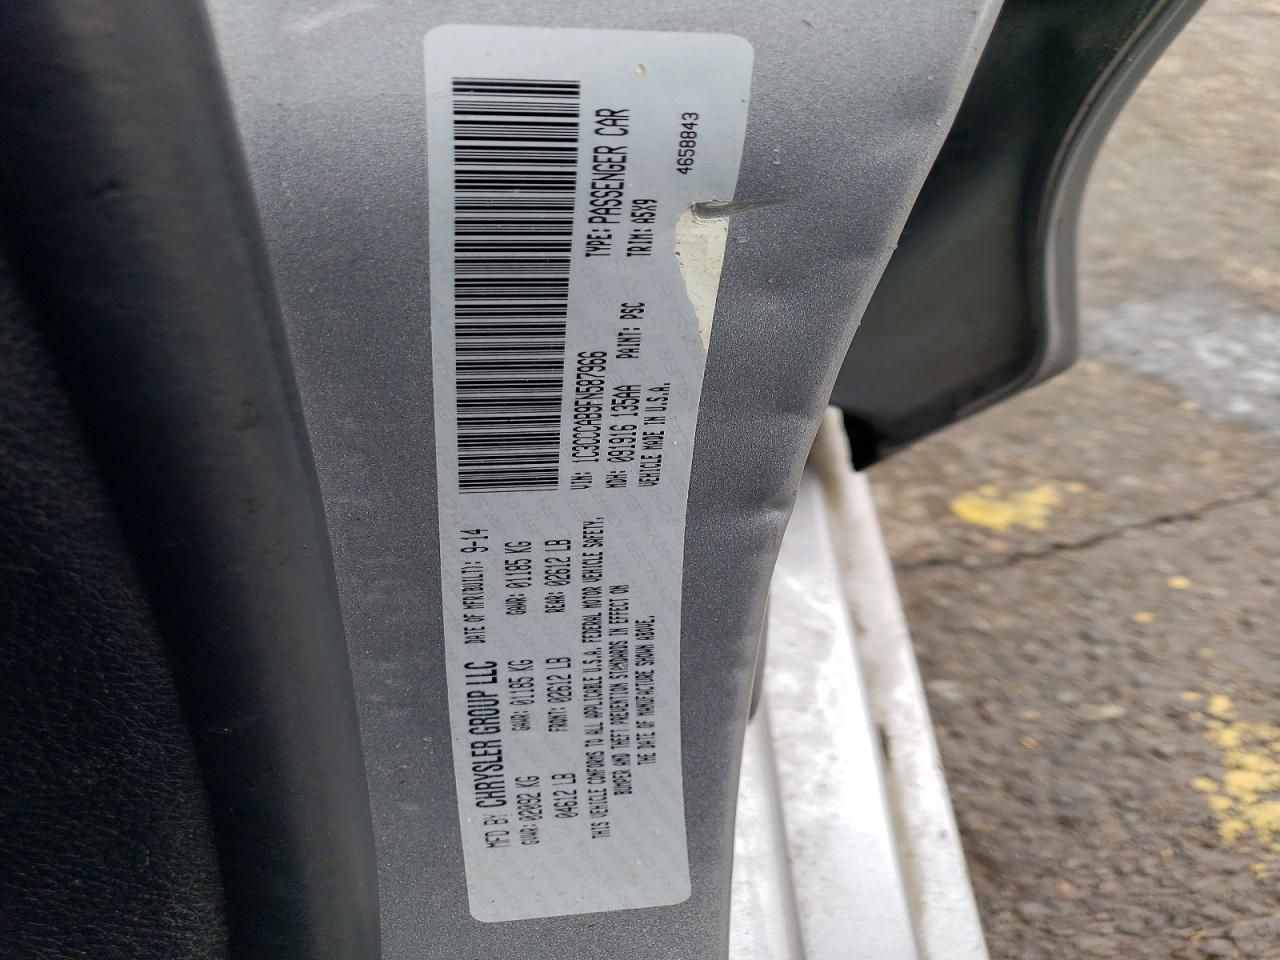 MFD BY: CHRYSLER GROUP LLC DATE OF MFR(BUILT): 9-14
GVWR: 02092 KG GAWR: 01185 KG GAWR: 01185 KG
04612 LB FRONT: 02612 LB REAR: 02612 LB
THIS VEHICLE CONFORMS TO ALL APPLICABLE U.S.A. FEDERAL MOTOR VEHICLE SAFETY,
BUMPER AND THEFT PREVENTION STANDARDS IN EFFECT ON
THE DATE OF MANUFACTURE SHOWN ABOVE.
VIN: 1C3CCCAB9FN587966 TYPE: PASSENGER CAR
MDH: 091916 135AA PAINT: PSC TRIM: A5X9
VEHICLE MADE IN U.S.A.
4658843